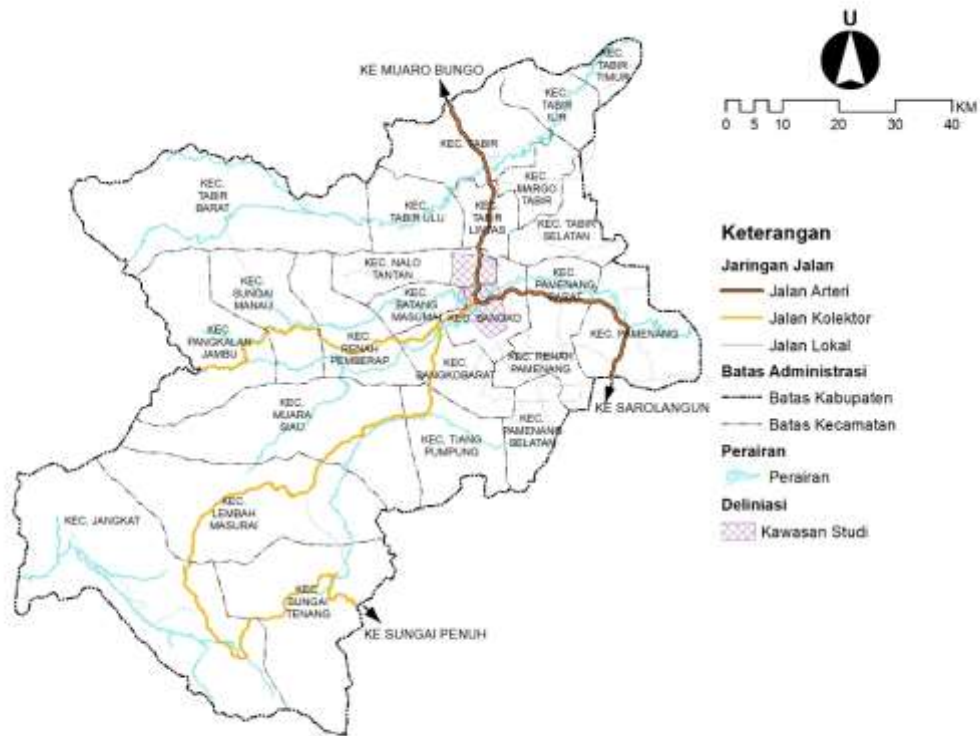 U
KM
0 5 10 20 30 40
KE MUARO BUNGO
KEC.
TABIR
TIMUR
KEC.
TABIR
ILIR
KEC. TABIR
KEC.
MARGO
TABIR
KEC.
TABIR
BARAT
KEC.
TABIR ULU
KEC.
TABIR
LINTAS
KEC. TABIR
SELATAN
KEC. NALO
TANTAN
KEC.
SUNGAI
MANAU
KEC.
BATANG
MASUMAI
KEC. BANGKO
KEC.
PAMENANG
BARAT
KEC. PAMENANG
KEC
PANGKALAN
JAMBU
KEC.
RENAH
PEMBERAP
KEC.
BANGKOBARAT
KEC. RENAH
PAMENANG
KE SAROLANGUN
KEC.
MUARA
SIAU
KEC. TIANG
PUMPUNG
KEC.
PAMENANG
SELATAN
KEC.
LEMBAH
MASURAI
KEC. JANGKAT
KEC.
SUNGAI
TENANG
KE SUNGAI PENUH
Keterangan
Jaringan Jalan
Jalan Arteri
Jalan Kolektor
Jalan Lokal
Batas Administrasi
Batas Kabupaten
Batas Kecamatan
Perairan
Perairan
Deliniasi
Kawasan Studi